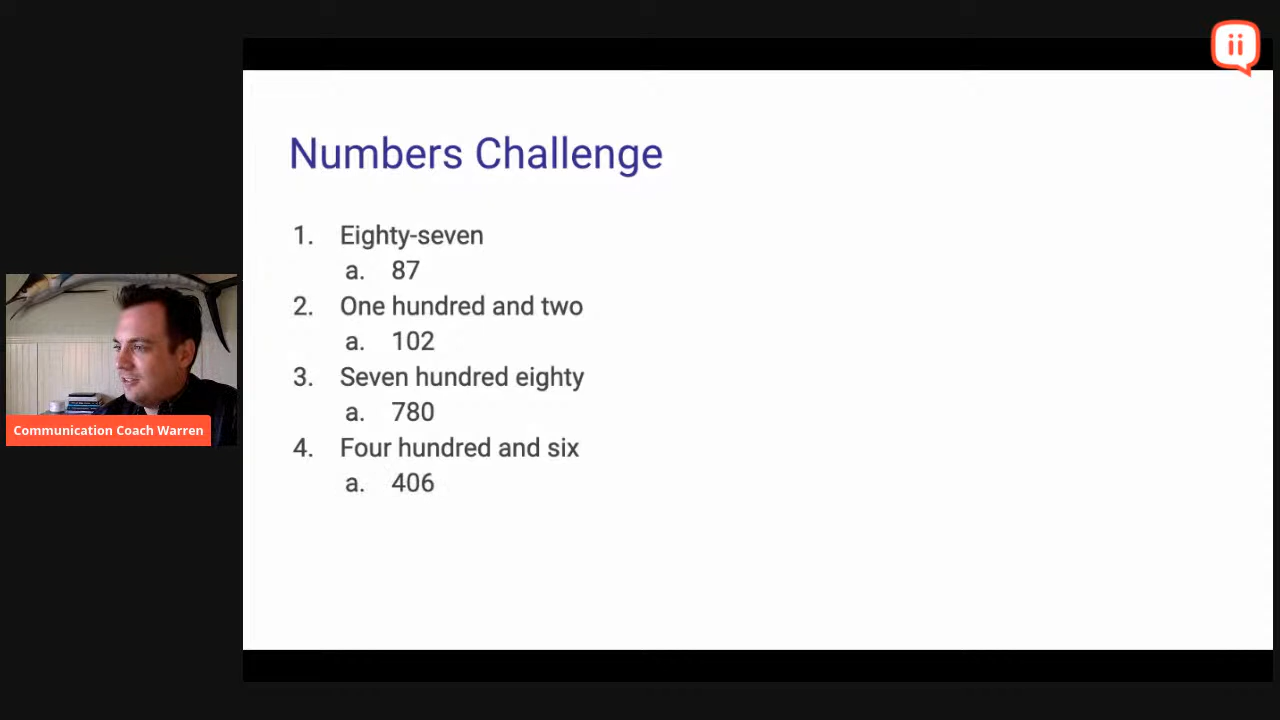 Numbers Challenge
1. Eighty-seven
a. 87
2. One hundred and two
a. 102
3. Seven hundred eighty
a. 780
4. Four hundred and six
a. 406
Communication Coach Warren